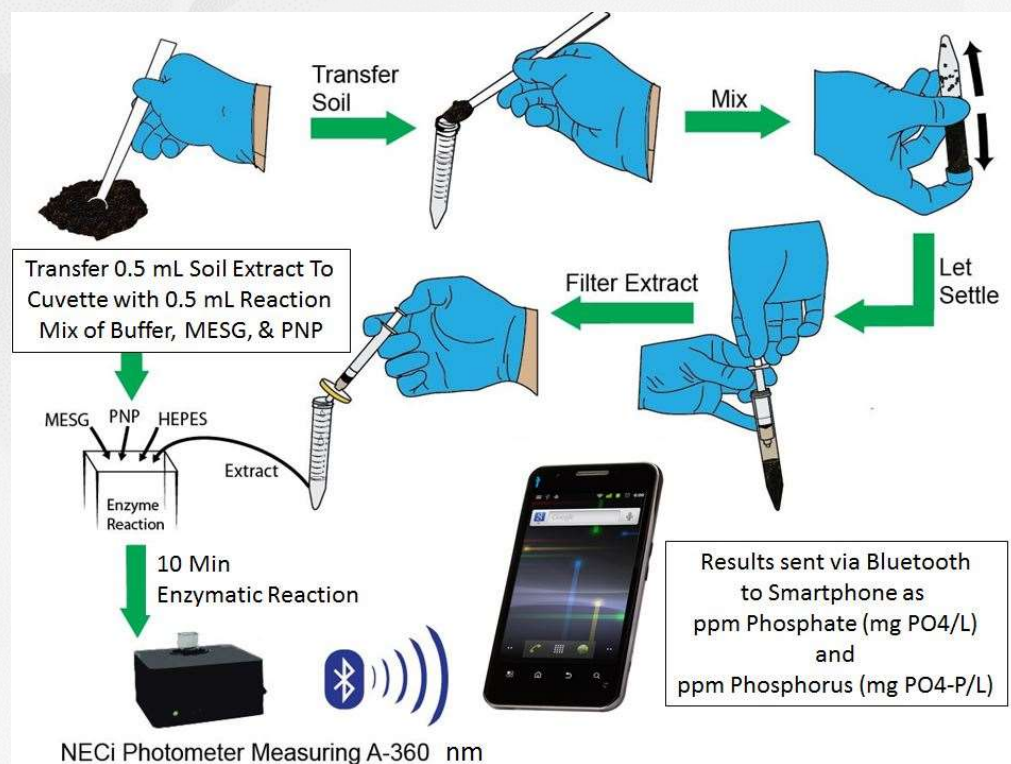 Transfer
Soil
Mix
Let
Settle
Filter Extract
Transfer 0.5 mL Soil Extract To
Cuvette with 0.5 mL Reaction
Mix of Buffer, MESG, & PNP
MESG
PNP
HEPES
Extract
Enzyme
Reaction
10 Min
Enzymatic Reaction
Google
Results sent via Bluetooth
to Smartphone as
ppm Phosphate (mg PO4/L)
and
ppm Phosphorus (mg PO4-P/L)
NECi Photometer Measuring A-360 nm